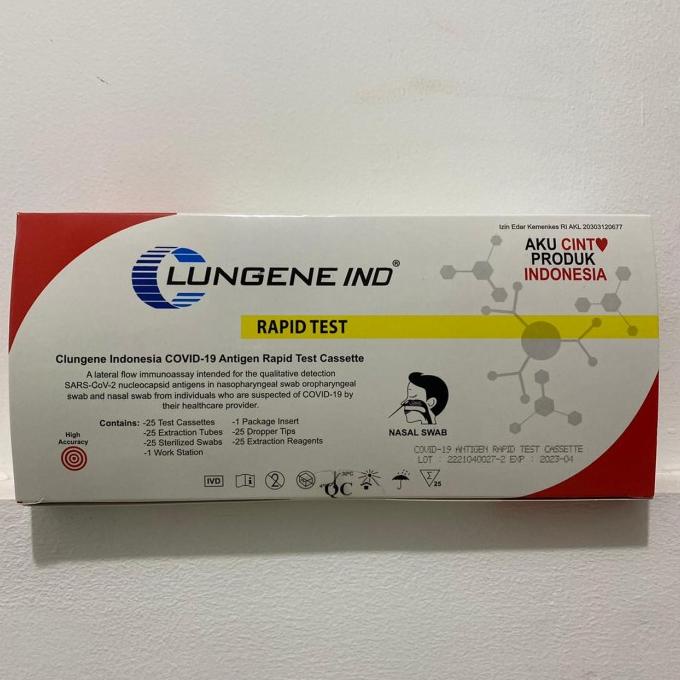 Izin Edar Kemenkes RI AKL 20303120677
AKU CINT♥
PRODUK
INDONESIA
CLUNGENE IND®
RAPID TEST
Clungene Indonesia COVID-19 Antigen Rapid Test Cassette
A lateral flow immunoassay intended for the qualitative detection
SARS-CoV-2 nucleocapsid antigens in nasopharyngeal swab oropharyngeal
swab and nasal swab from individuals who are suspected of COVID-19 by
their healthcare provider.
Contains: -25 Test Cassettes -1 Package Insert
-25 Extraction Tubes -25 Dropper Tips
-25 Sterilized Swabs -25 Extraction Reagents
-1 Work Station
High
Accuracy
NASAL SWAB
COVID-19 ANTIGEN RAPID TEST CASSETTE
LOT : 2221040027-2 EXP : 2023-04
IVD i 2 QC 30°C Σ 25